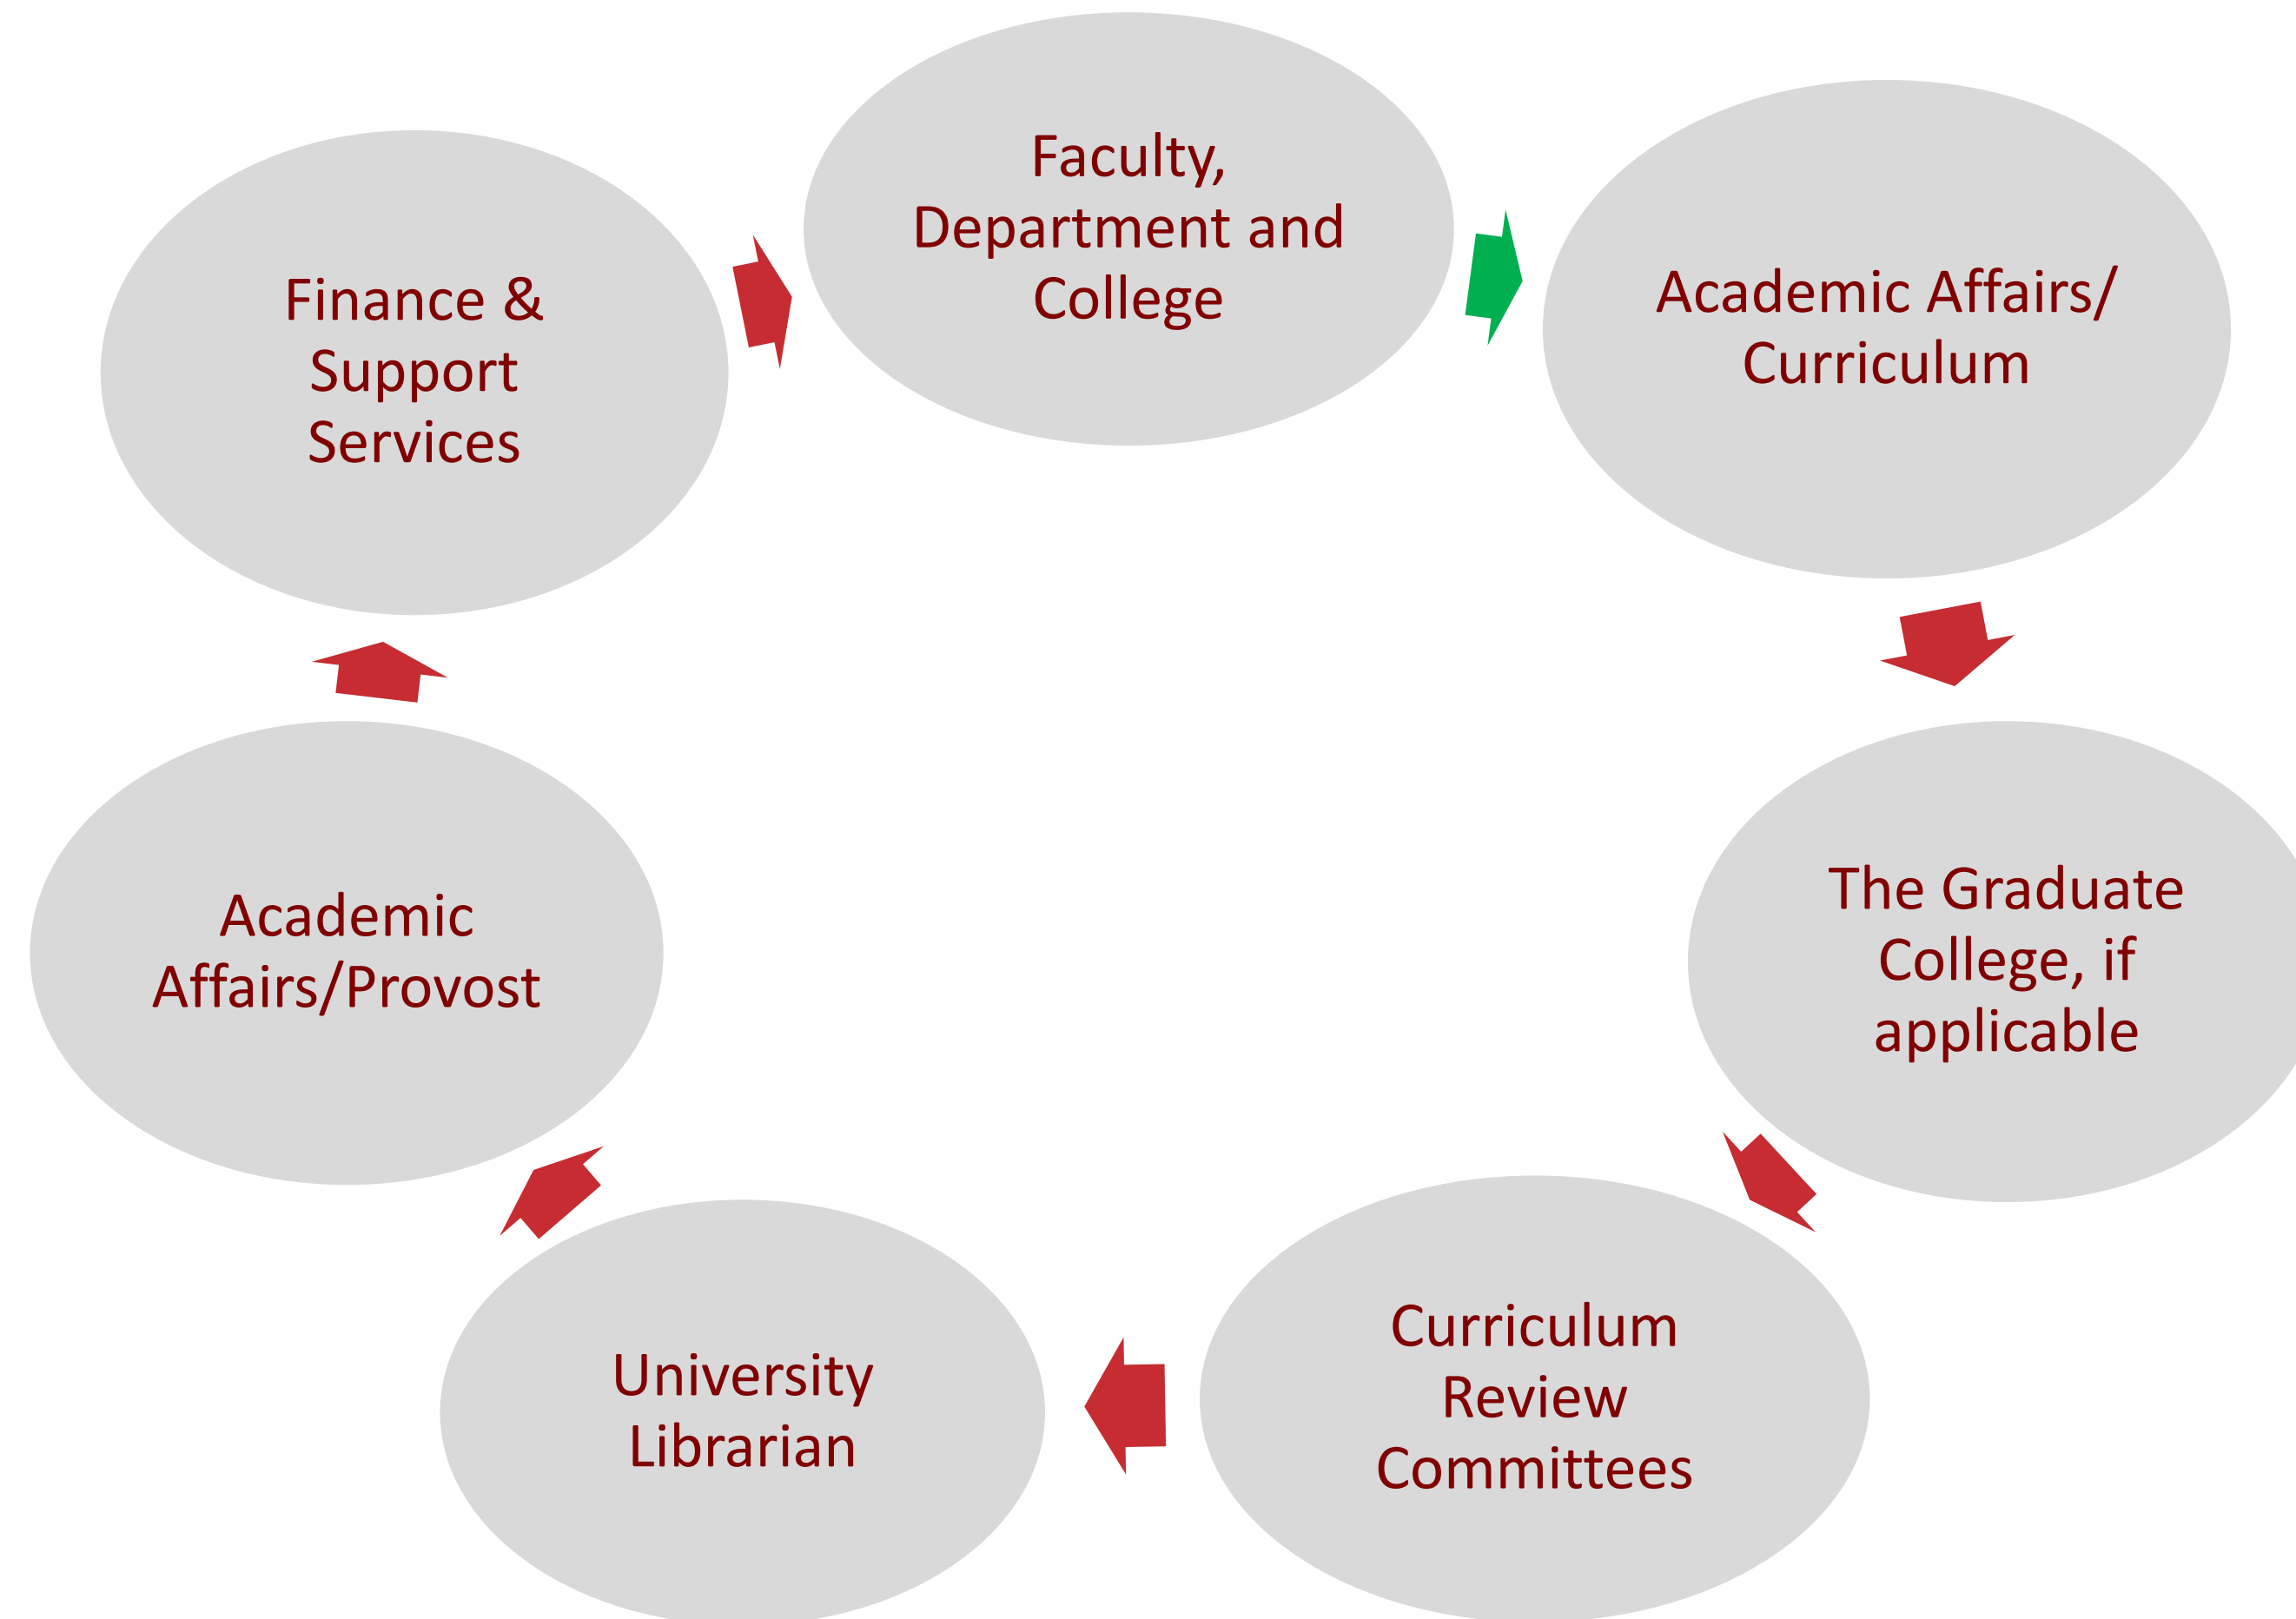 Faculty,
Department and
College
Academic Affairs/
Curriculum
The Graduate
College, if
applicable
Curriculum
Review
Committees
University
Librarian
Academic
Affairs/Provost
Finance &
Support
Services